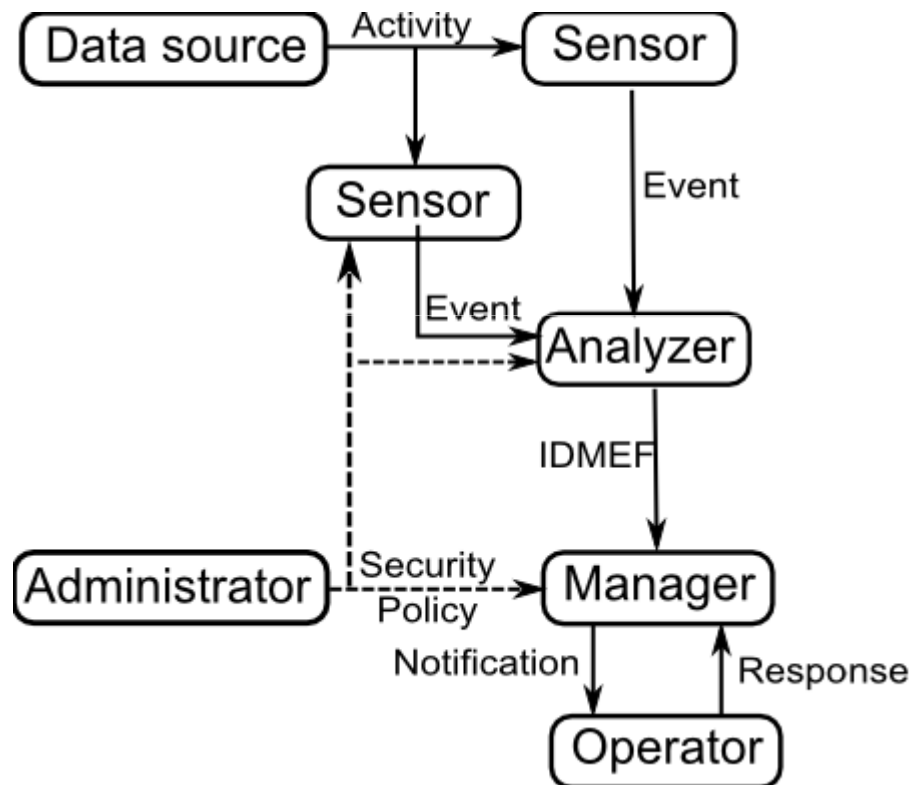 Data source
Activity
Sensor
Sensor
Event
Event
Analyzer
IDMEF
Administrator
Security
Policy
Manager
Notification
Response
Operator